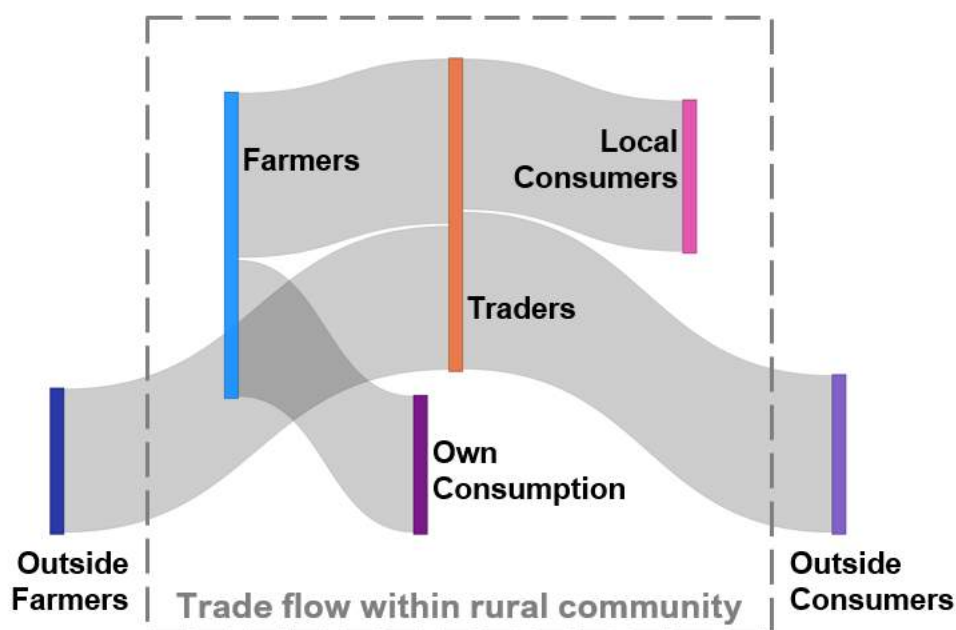 Farmers
Local
Consumers
Traders
Own
Consumption
Outside
Farmers
Outside
Consumers
Trade flow within rural community